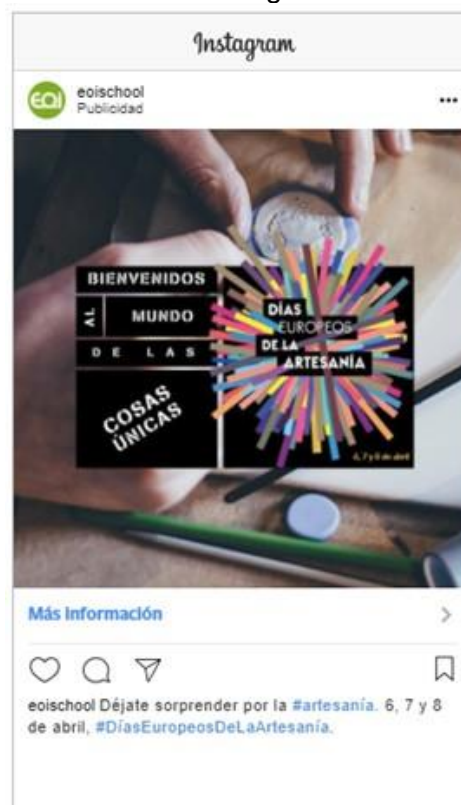 Instagram
EOI
eoischool
Publicidad
BIENVENIDOS
AL
MUNDO
DE LAS
COSAS
ÚNICAS
DÍAS
EUROPEOS
DE LA
ARTESANÍA
6, 7 y 8 de abril
Más información
eoischool Déjate sorprender por la #artesanía. 6, 7 y 8
de abril, #DíasEuropeosDeLaArtesanía.